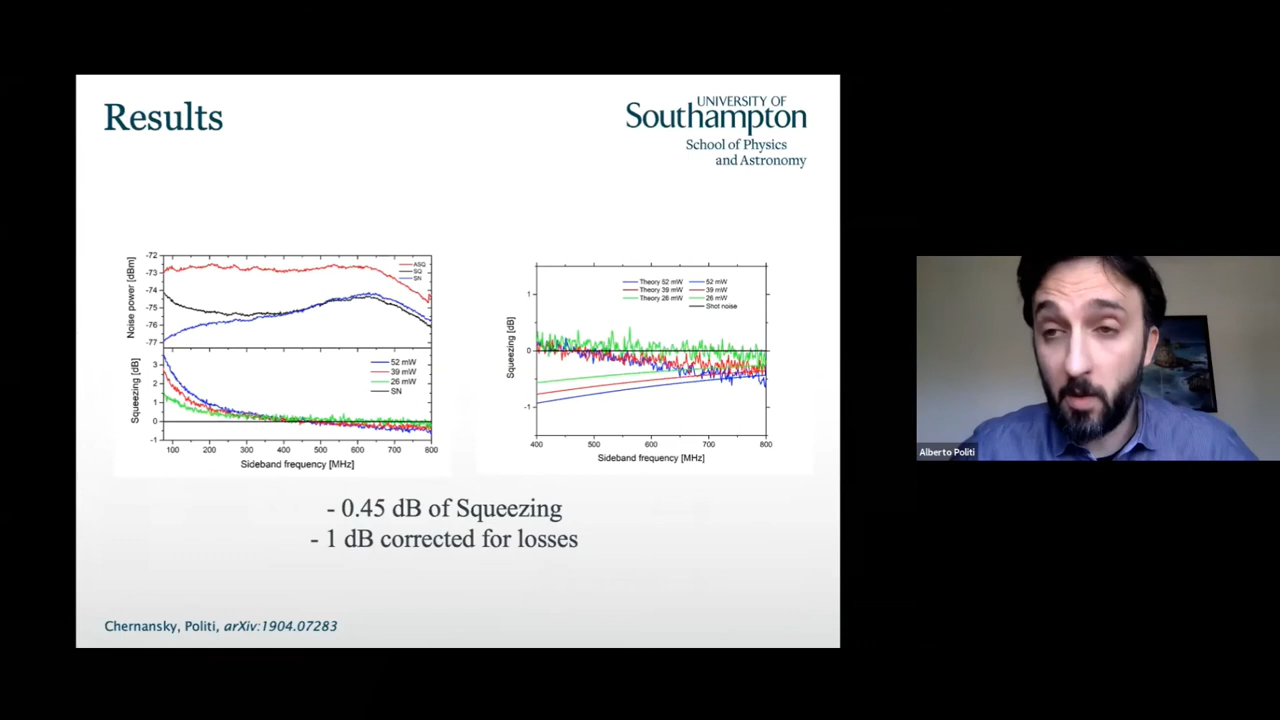 Results
UNIVERSITY OF
Southampton
School of Physics
and Astronomy
-72
-73
-74
-75
-76
-77
Noise power [dBm]
ASQ
SQ
SN
3
2
1
0
-1
Squeezing [dB]
52 mW
39 mW
26 mW
SN
100 200 300 400 500 600 700 800
Sideband frequency [MHz]
1
0
-1
Squeezing [dB]
Theory 52 mW 52 mW
Theory 39 mW 39 mW
Theory 26 mW 26 mW
Shot noise
400 500 600 700 800
Sideband frequency [MHz]
- 0.45 dB of Squeezing
- 1 dB corrected for losses
Chernansky, Politi, arXiv:1904.07283
Alberto Politi